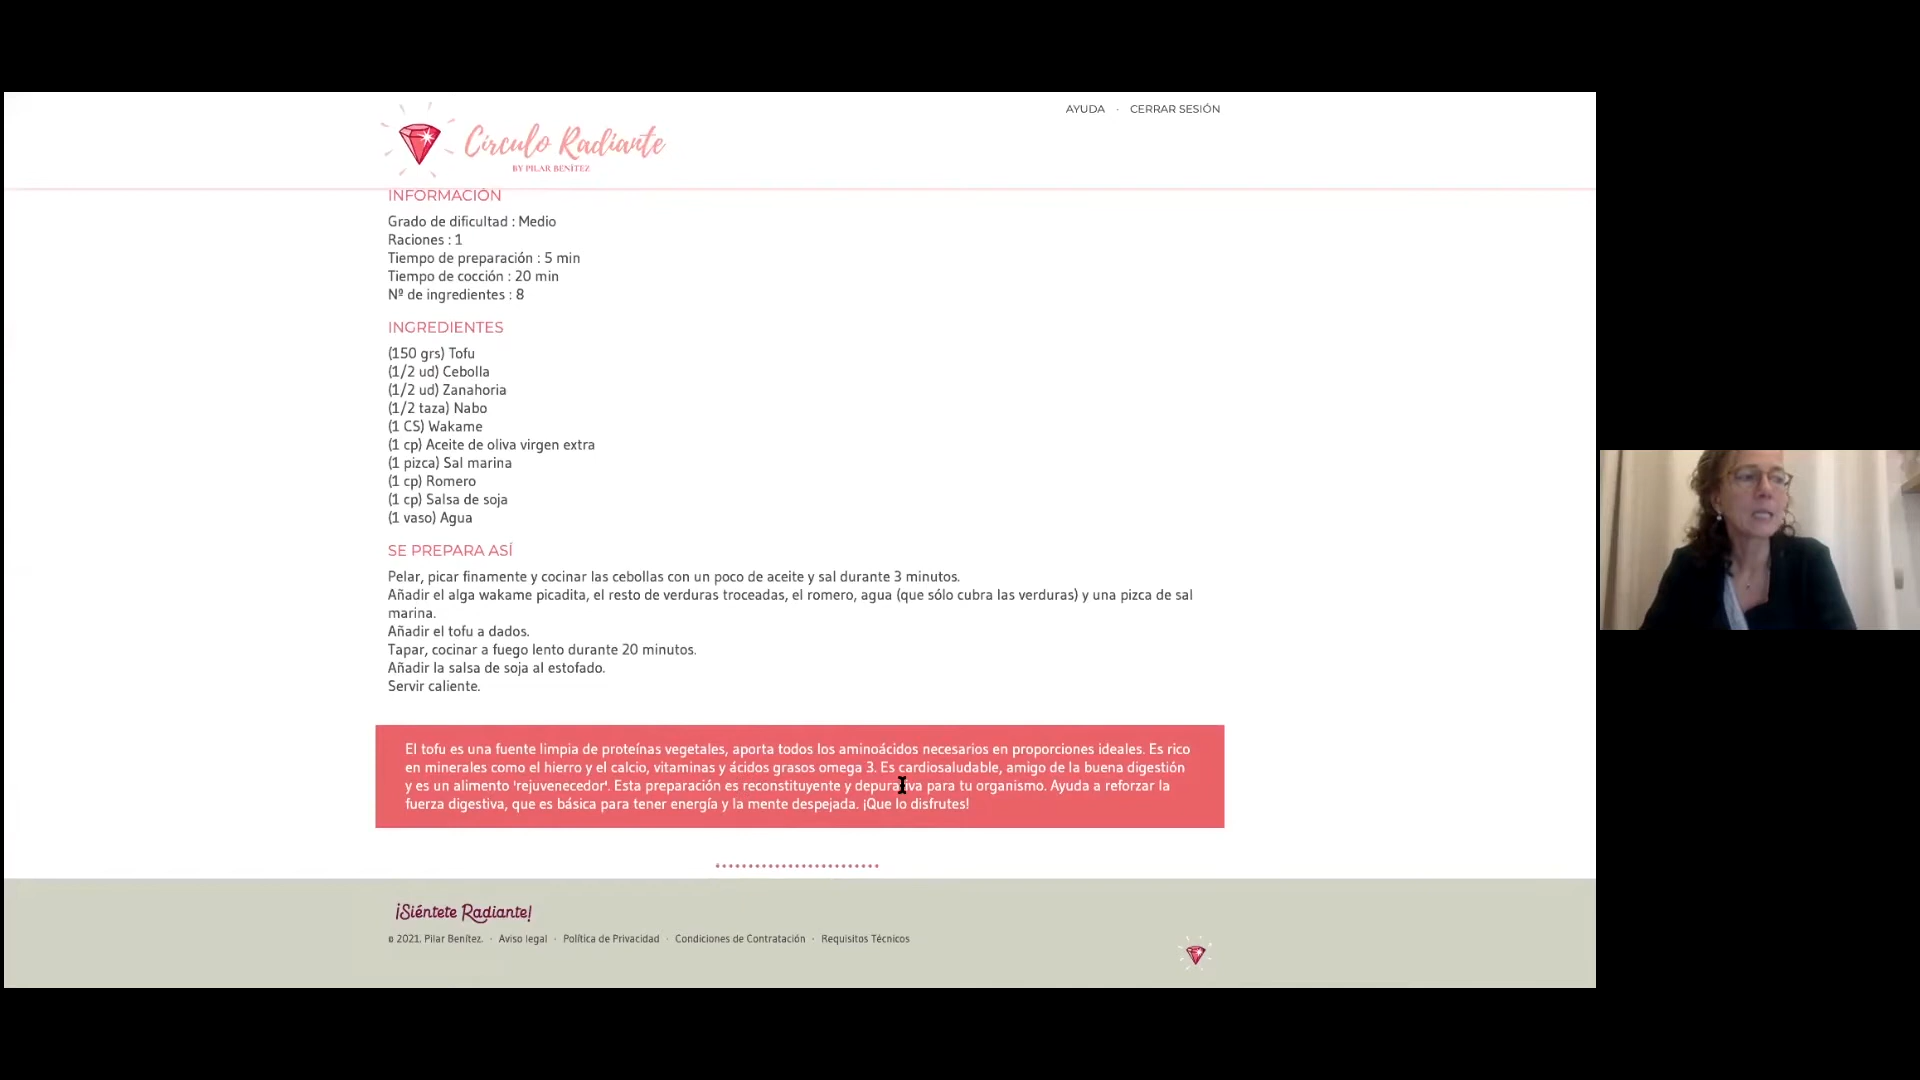 AYUDA · CERRAR SESIÓN
Círculo Radiante
BY PILAR BENÍTEZ
INFORMACIÓN
Grado de dificultad : Medio
Raciones : 1
Tiempo de preparación : 5 min
Tiempo de cocción : 20 min
Nº de ingredientes : 8
INGREDIENTES
(150 grs) Tofu
(1/2 ud) Cebolla
(1/2 ud) Zanahoria
(1/2 taza) Nabo
(1 CS) Wakame
(1 cp) Aceite de oliva virgen extra
(1 pizca) Sal marina
(1 cp) Romero
(1 cp) Salsa de soja
(1 vaso) Agua
SE PREPARA ASÍ
Pelar, picar finamente y cocinar las cebollas con un poco de aceite y sal durante 3 minutos.
Añadir el alga wakame picadita, el resto de verduras troceadas, el romero, agua (que sólo cubra las verduras) y una pizca de sal
marina.
Añadir el tofu a dados.
Tapar, cocinar a fuego lento durante 20 minutos.
Añadir la salsa de soja al estofado.
Servir caliente.
El tofu es una fuente limpia de proteínas vegetales, aporta todos los aminoácidos necesarios en proporciones ideales. Es rico
en minerales como el hierro y el calcio, vitaminas y ácidos grasos omega 3. Es cardiosaludable, amigo de la buena digestión
y es un alimento 'rejuvenecedor'. Esta preparación es reconstituyente y depurativa para tu organismo. Ayuda a reforzar la
fuerza digestiva, que es básica para tener energía y la mente despejada. ¡Que lo disfrutes!
¡Siéntete Radiante!
© 2021. Pilar Benítez. · Aviso legal · Política de Privacidad · Condiciones de Contratación · Requisitos Técnicos